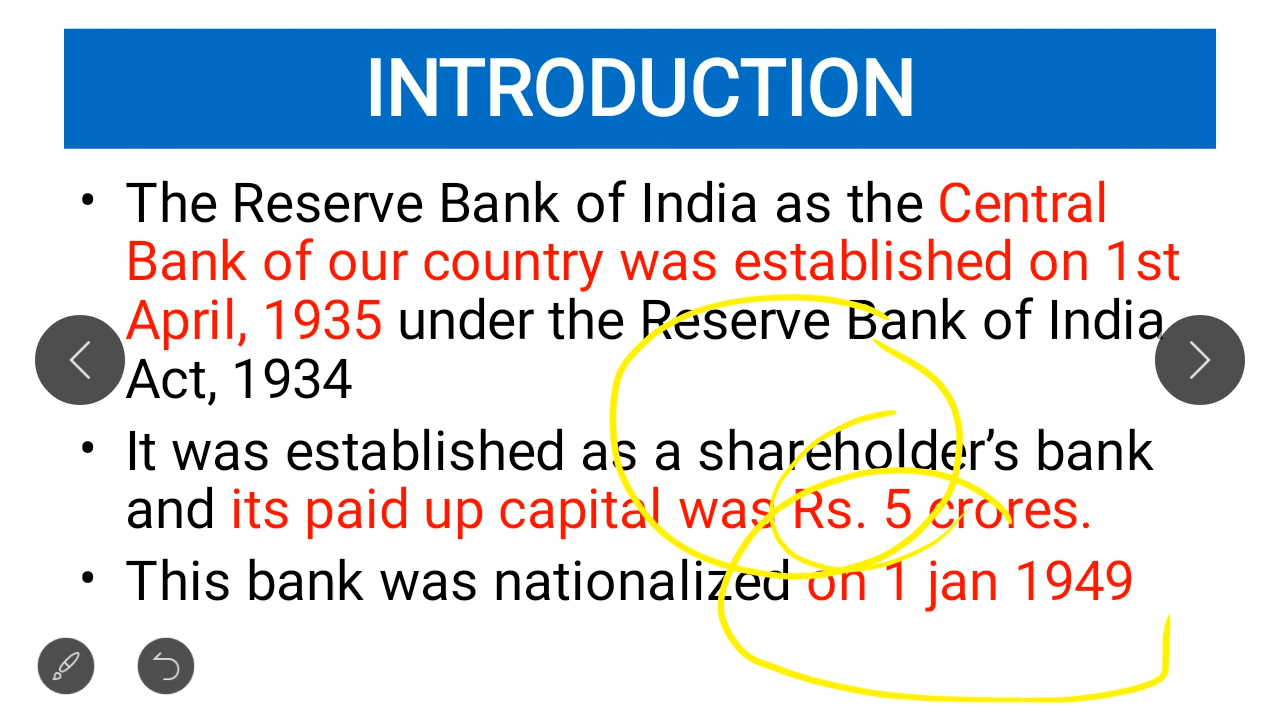 INTRODUCTION
• The Reserve Bank of India as the Central
Bank of our country was established on 1st
April, 1935 under the Reserve Bank of India
Act, 1934
• It was established as a shareholder’s bank
and its paid up capital was Rs. 5 crores.
• This bank was nationalized on 1 jan 1949